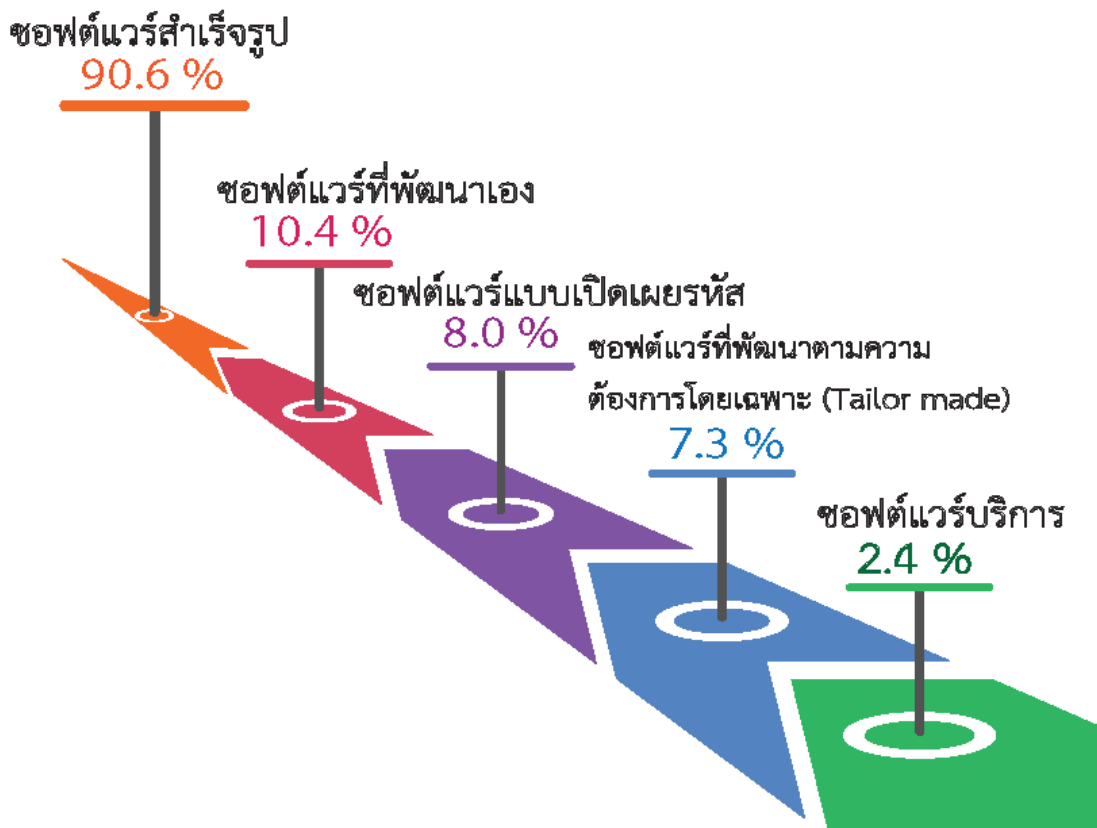 ซอฟต์แวร์สำเร็จรูป
90.6 %
ซอฟต์แวร์ที่พัฒนาเอง
10.4 %
ซอฟต์แวร์แบบเปิดเผยรหัส
8.0 %
ซอฟต์แวร์ที่พัฒนาตามความ
ต้องการโดยเฉพาะ (Tailor made)
7.3 %
ซอฟต์แวร์บริการ
2.4 %